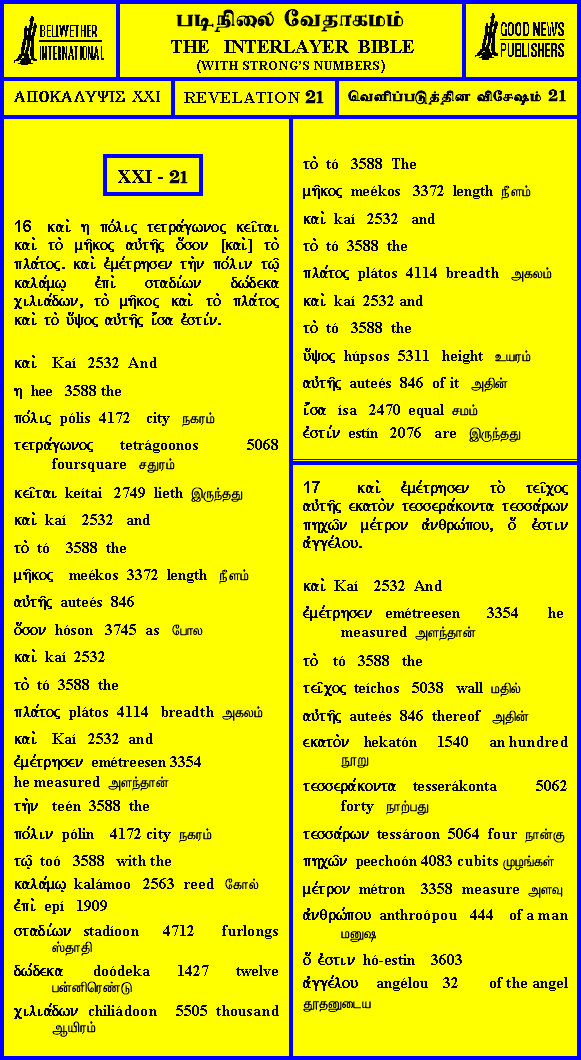 BELLWETHER
INTERNATIONAL
படிநிலை வேதாகமம்
THE INTERLAYER BIBLE
(WITH STRONG'S NUMBERS)
GOOD NEWS
PUBLISHERS
ΑΠΟΚΑΛΥΨΙΣ XXI
REVELATION 21
வெளிப்படுத்தின விசேஷம் 21
XXI - 21
16 καὶ η πόλις τετράγωνος κεῖται
καὶ τὸ μῆκος αὐτῆς ὅσον [καὶ] τὸ
πλάτος. καὶ ἐμέτρησεν τὴν πόλιν τῷ
καλάμῳ ἐπὶ σταδίων δώδεκα
χιλιάδων, τὸ μῆκος καὶ τὸ πλάτος
καὶ τὸ ὕψος αὐτῆς ἴσα ἐστίν.
καὶ Kaí 2532 And
η hee 3588 the
πόλις pólis 4172 city நகரம்
τετράγωνος tetrágoonos 5068
foursquare சதுரம்
κεῖται keítai 2749 lieth இருந்தது
καὶ kaí 2532 and
τὸ tó 3588 the
μῆκος meékos 3372 length நீளம்
αὐτῆς auteés 846
ὅσον hóson 3745 as போல
καὶ kaí 2532
τὸ tó 3588 the
πλάτος plátos 4114 breadth அகலம்
καὶ Kaí 2532 and
ἐμέτρησεν emétreesen 3354
he measured அளந்தான்
τὴν teén 3588 the
πόλιν pólin 4172 city நகரம்
τῷ toó 3588 with the
καλάμῳ kalámoo 2563 reed கோல்
ἐπὶ epí 1909
σταδίων stadíoon 4712 furlongs
ஸ்தாதி
δώδεκα doódeka 1427 twelve
பன்னிரெண்டு
χιλιάδων chiliádoon 5505 thousand
ஆயிரம்
τὸ tó 3588 The
μῆκος meékos 3372 length நீளம்
καὶ kaí 2532 and
τὸ tó 3588 the
πλάτος plátos 4114 breadth அகலம்
καὶ kaí 2532 and
τὸ tó 3588 the
ὕψος húpsos 5311 height உயரம்
αὐτῆς auteés 846 of it அதின்
ἴσα ísa 2470 equal சமம்
ἐστίν estín 2076 are இருந்தது
17 καὶ ἐμέτρησεν τὸ τεῖχος
αὐτῆς εκατὸν τεσσεράκοντα τεσσάρων
πηχῶν μέτρον ἀνθρώπου, ὅ ἐστιν
ἀγγέλου.
καὶ Kaí 2532 And
ἐμέτρησεν emétreesen 3354 he
measured அளந்தான்
τὸ tó 3588 the
τεῖχος teíchos 5038 wall மதில்
αὐτῆς auteés 846 thereof அதின்
εκατὸν hekatón 1540 an hundred
நூறு
τεσσεράκοντα tesserákonta 5062
forty நாற்பது
τεσσάρων tessároon 5064 four நான்கு
πηχῶν peechoón 4083 cubits முழங்கள்
μέτρον métron 3358 measure அளவு
ἀνθρώπου anthroópou 444 of a man
மனுஷ
ὅ ἐστιν hó-estin 3603
ἀγγέλου angélou 32 of the angel
தூதனுடைய